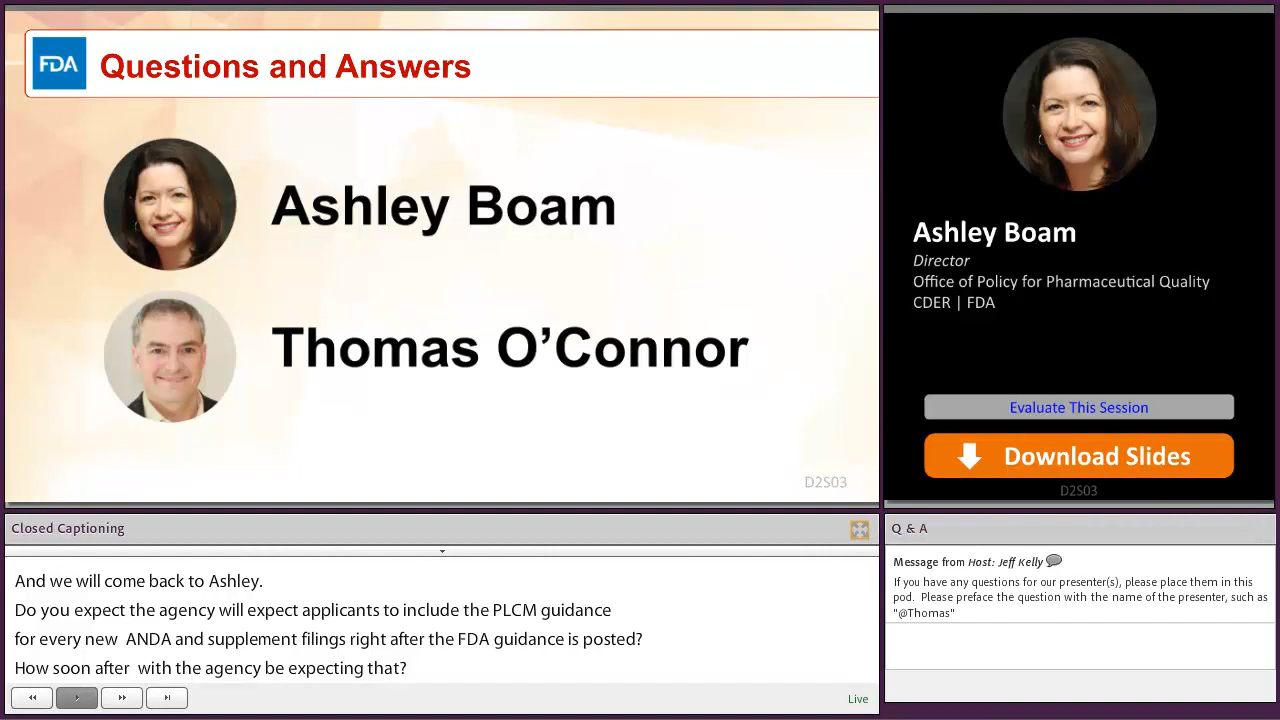 FDA
Questions and Answers
Ashley Boam
Thomas O’Connor
D2S03
Ashley Boam
Director
Office of Policy for Pharmaceutical Quality
CDER | FDA
Evaluate This Session
Download Slides
D2S03
Closed Captioning
And we will come back to Ashley.
Do you expect the agency will expect applicants to include the PLCM guidance
for every new  ANDA and supplement filings right after the FDA guidance is posted?
How soon after  with the agency be expecting that?
Live
Q & A
Message from Host: Jeff Kelly
If you have any questions for our presenter(s), please place them in this
pod.  Please preface the question with the name of the presenter, such as
"@Thomas"